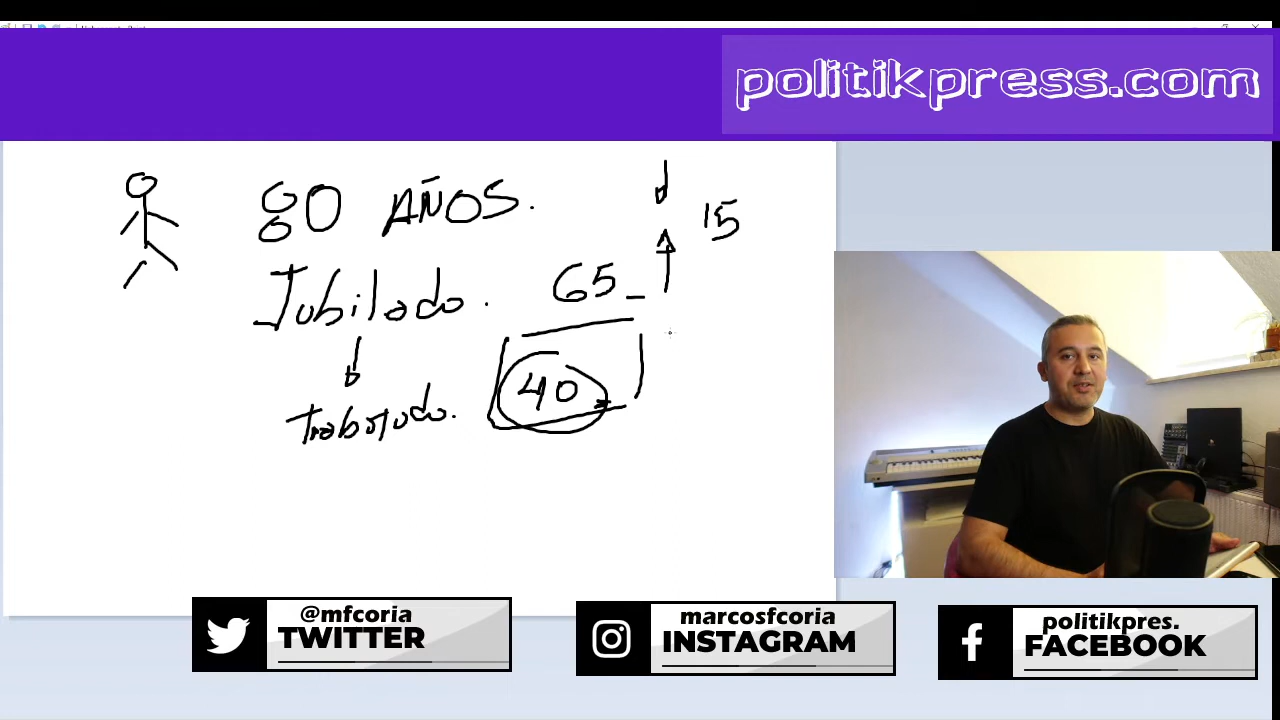 politikpress.com
80 AÑOS.
15
Jubilado. 65
40
Trabajado.
@mfcoria
TWITTER
marcosfcoria
INSTAGRAM
politikpres.
FACEBOOK